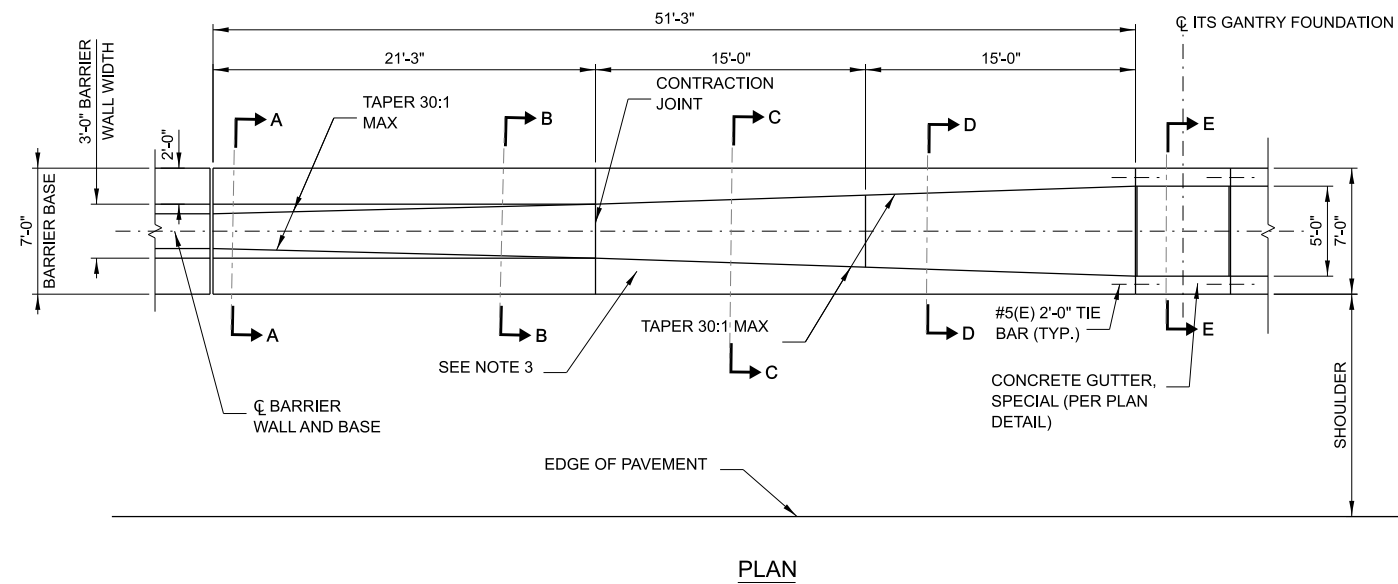 51'-3"
℄ ITS GANTRY FOUNDATION
21'-3"
15'-0"
15'-0"
3'-0" BARRIER
WALL WIDTH
TAPER 30:1
MAX
CONTRACTION
JOINT
A
B
C
D
E
2'-0"
7'-0"
BARRIER BASE
5'-0"
7'-0"
A
B
C
D
E
TAPER 30:1 MAX
#5(E) 2'-0" TIE
BAR (TYP.)
SEE NOTE 3
CONCRETE GUTTER,
SPECIAL (PER PLAN
DETAIL)
℄ BARRIER
WALL AND BASE
SHOULDER
EDGE OF PAVEMENT
PLAN